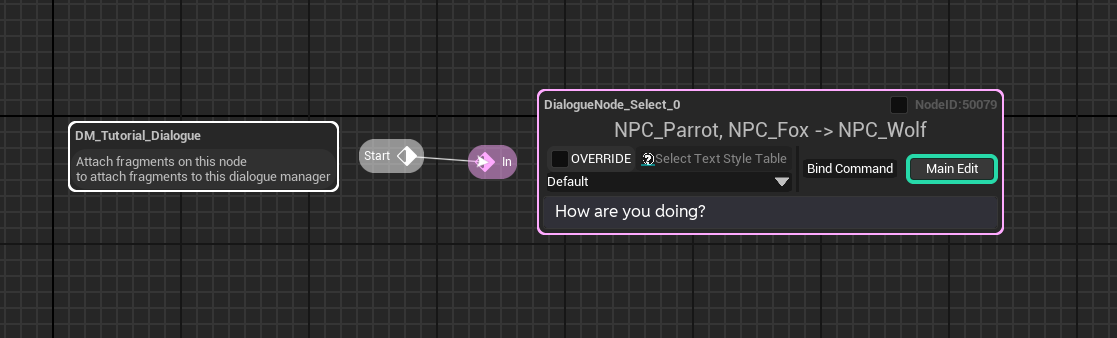 DM_Tutorial_Dialogue
Attach fragments on this node
to attach fragments to this dialogue manager
Start
In
DialogueNode_Select_0
NodeID:50079
NPC_Parrot, NPC_Fox -> NPC_Wolf
OVERRIDE
Select Text Style Table
Default
Bind Command
Main Edit
How are you doing?